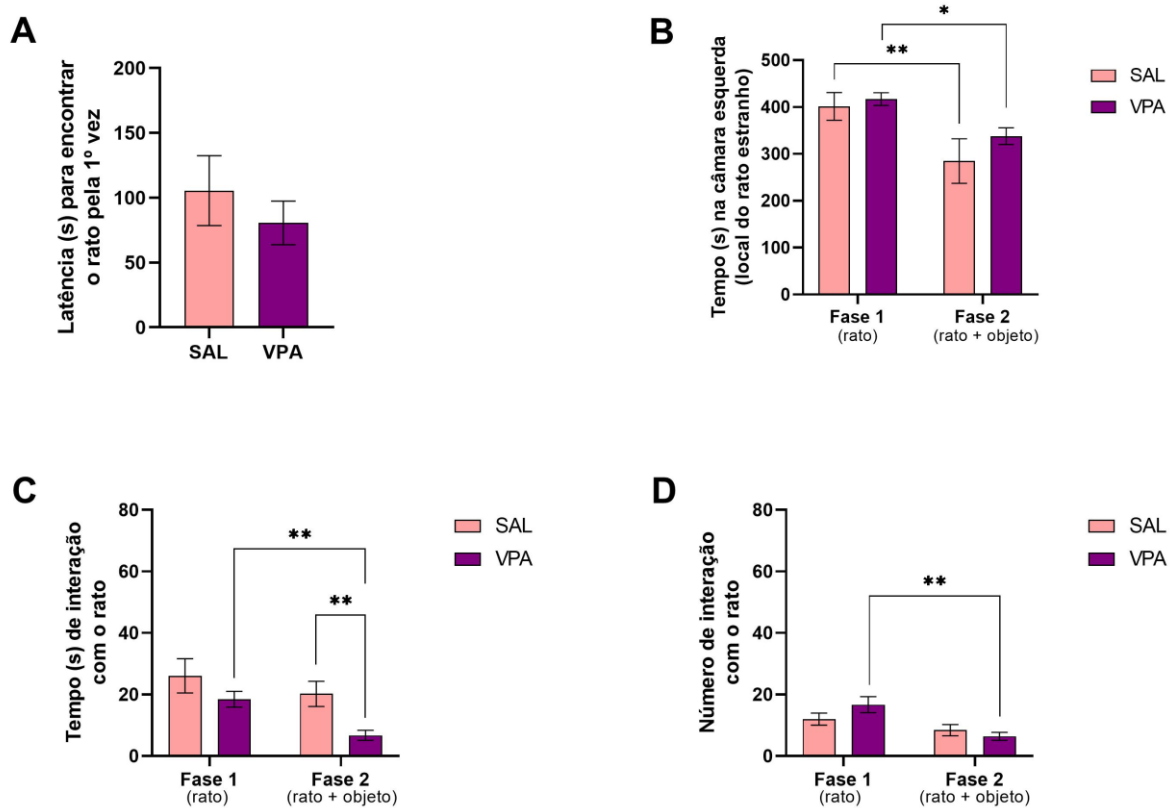 A
Latência (s) para encontrar
o rato pela 1º vez
200
150
100
50
0
SAL
VPA
B
Tempo (s) na câmara esquerda
(local do rato estranho)
500
400
300
200
100
0
**
*
Fase 1
(rato)
Fase 2
(rato + objeto)
SAL
VPA
C
Tempo (s) de interação
com o rato
80
60
40
20
0
**
**
Fase 1
(rato)
Fase 2
(rato + objeto)
SAL
VPA
D
Número de interação
com o rato
80
60
40
20
0
**
Fase 1
(rato)
Fase 2
(rato + objeto)
SAL
VPA